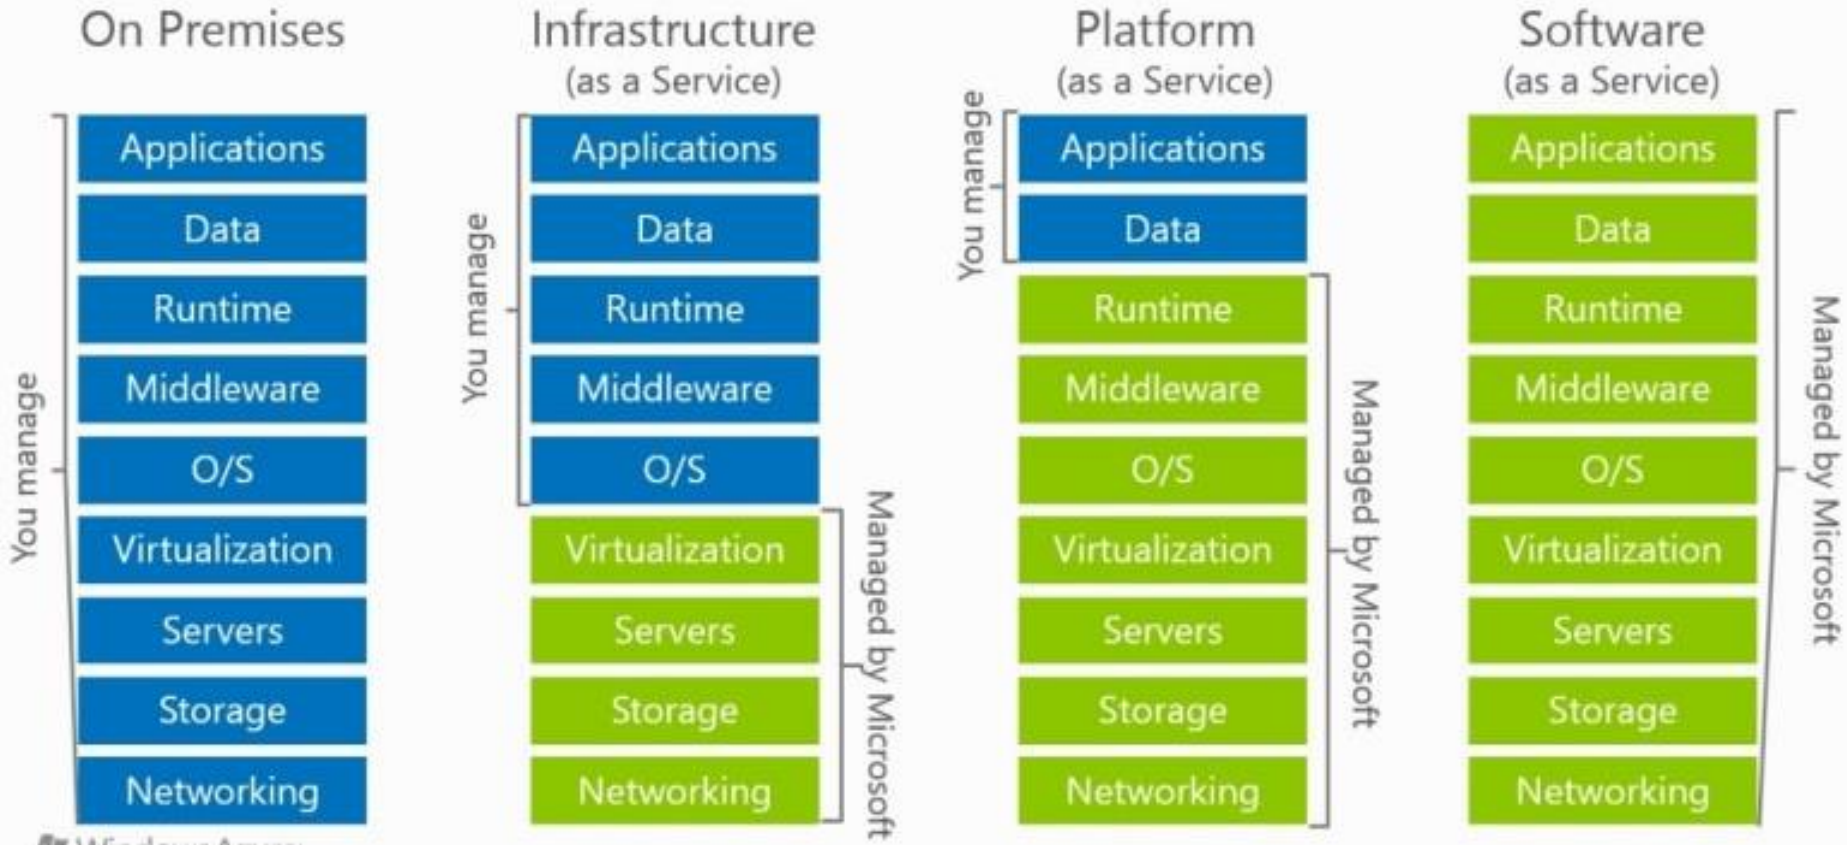 On Premises
You manage
Applications
Data
Runtime
Middleware
O/S
Virtualization
Servers
Storage
Networking
Infrastructure
(as a Service)
You manage
Applications
Data
Runtime
Middleware
O/S
Virtualization
Servers
Storage
Networking
Managed by Microsoft
Platform
(as a Service)
You manage
Applications
Data
Runtime
Middleware
O/S
Virtualization
Servers
Storage
Networking
Managed by Microsoft
Software
(as a Service)
Applications
Data
Runtime
Middleware
O/S
Virtualization
Servers
Storage
Networking
Managed by Microsoft